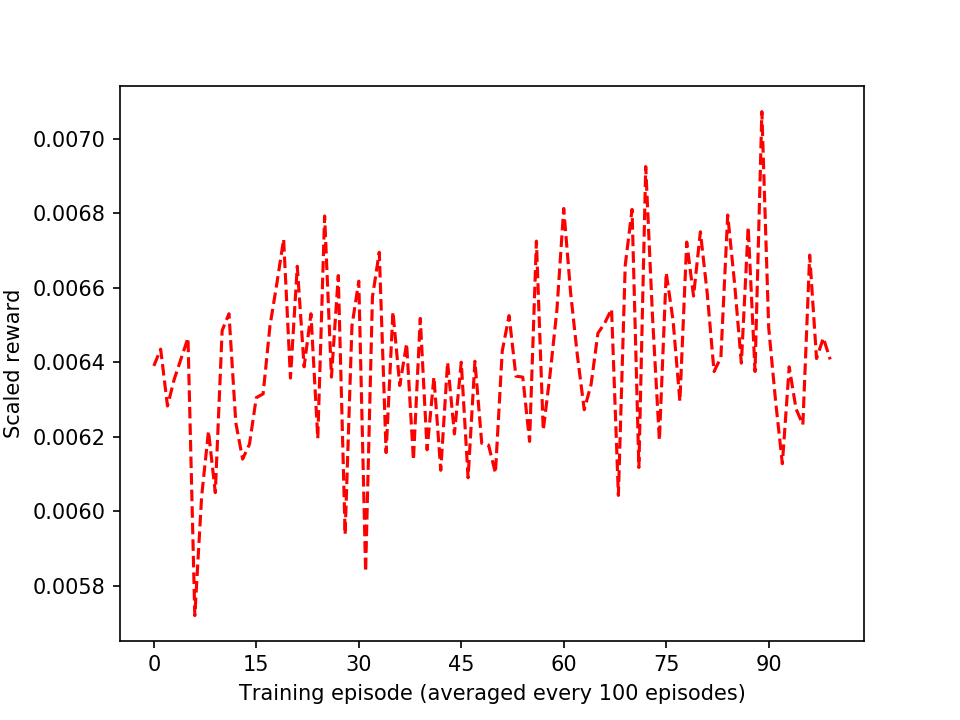 0.0070
0.0068
0.0066
0.0064
0.0062
0.0060
0.0058
Scaled reward
0 15 30 45 60 75 90
Training episode (averaged every 100 episodes)